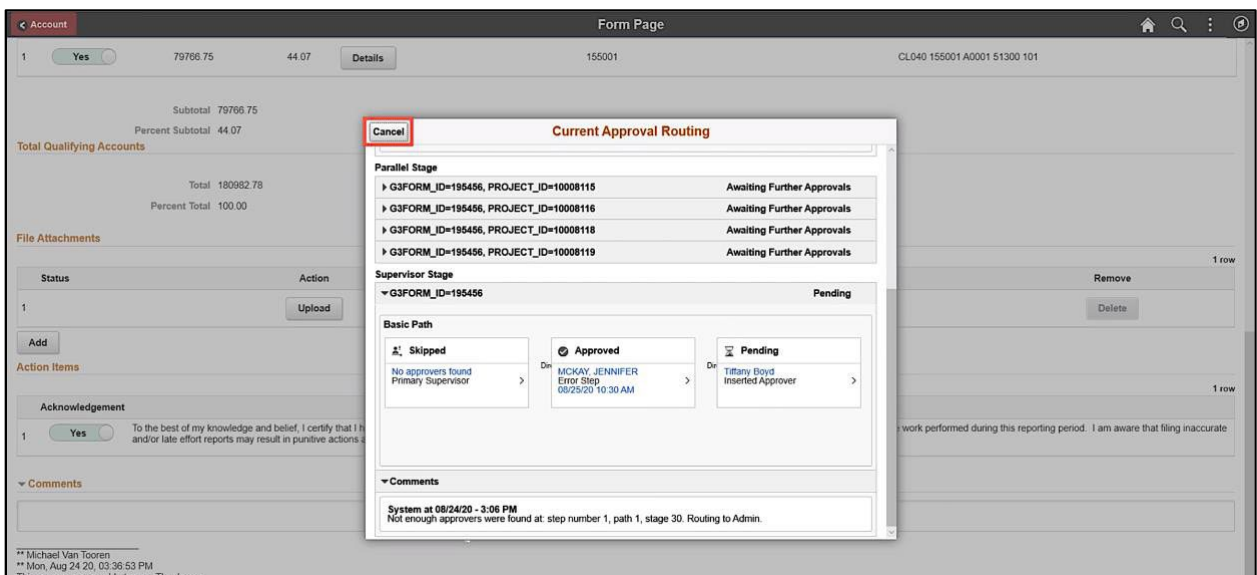 Account
Form Page
1 Yes 79766.75 44.07 Details 155001 CL040 155001 A0001 51300 101
Subtotal 79766.75
Percent Subtotal 44.07
Total Qualifying Accounts
Total 180982.78
Percent Total 100.00
File Attachments
1 row
Status Action Remove
1 Upload Delete
Add
Action Items
1 row
Acknowledgement
1 Yes To the best of my knowledge and belief, I certify that I h
work performed during this reporting period. I am aware that filing inaccurate
and/or late effort reports may result in punitive actions a
Comments
** Michael Van Tooren
** Mon, Aug 24 20, 03:36:53 PM
Cancel Current Approval Routing
Parallel Stage
G3FORM_ID=195456, PROJECT_ID=10008115 Awaiting Further Approvals
G3FORM_ID=195456, PROJECT_ID=10008116 Awaiting Further Approvals
G3FORM_ID=195456, PROJECT_ID=10008118 Awaiting Further Approvals
G3FORM_ID=195456, PROJECT_ID=10008119 Awaiting Further Approvals
Supervisor Stage
G3FORM_ID=195456 Pending
Basic Path
Skipped
No approvers found
Primary Supervisor
Approved
MCKAY, JENNIFER
Error Step
08/25/20 10:30 AM
Pending
Tiffany Boyd
Inserted Approver
Comments
System at 08/24/20 - 3:06 PM
Not enough approvers were found at: step number 1, path 1, stage 30. Routing to Admin.